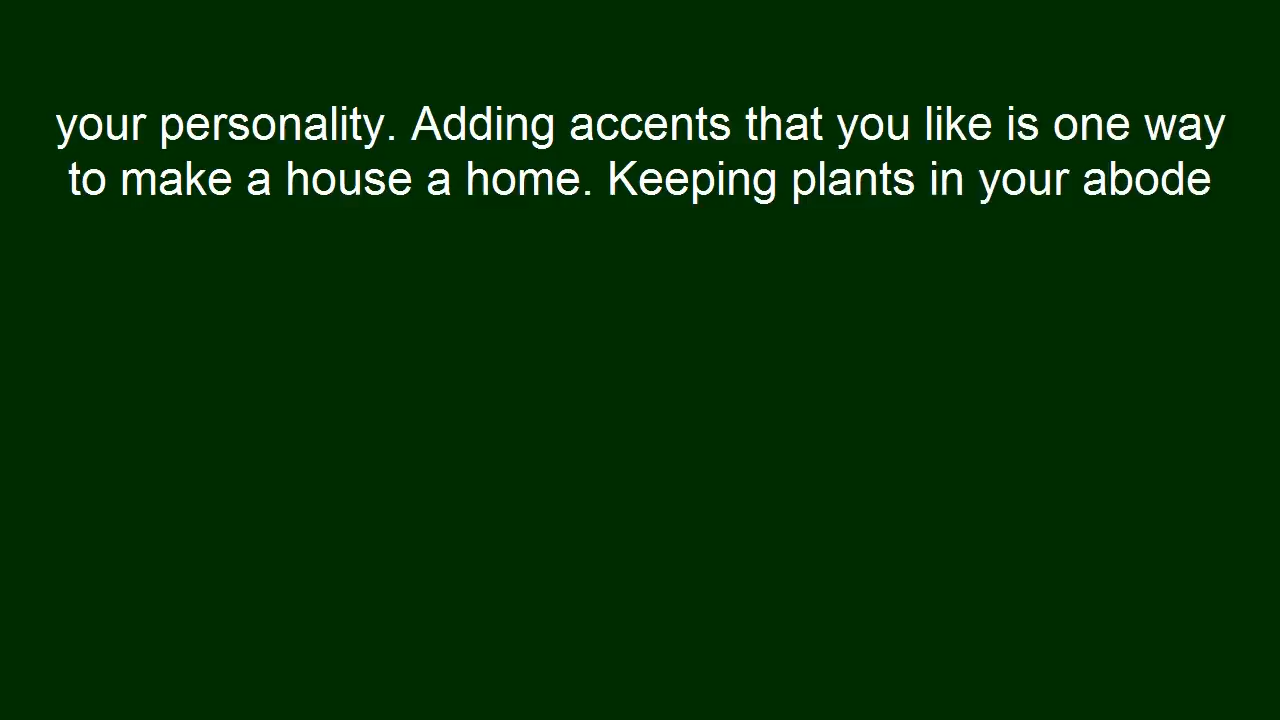 your personality. Adding accents that you like is one way
to make a house a home. Keeping plants in your abode